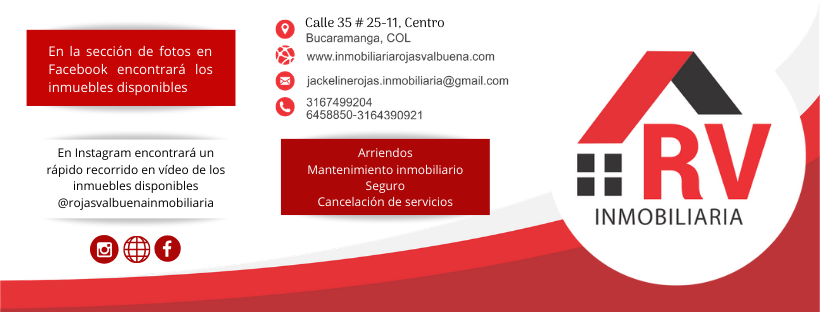 En la sección de fotos en
Facebook encontrará los
inmuebles disponibles
En Instagram encontrará un
rápido recorrido en vídeo de los
inmuebles disponibles
@rojasvalbuenainmobiliaria
Calle 35 # 25-11, Centro
Bucaramanga, COL
www.inmobiliariarojasvalbuena.com
jackelinerojas.inmobiliaria@gmail.com
3167499204
6458850-3164390921
Arriendos
Mantenimiento inmobiliario
Seguro
Cancelación de servicios
RV
INMOBILIARIA